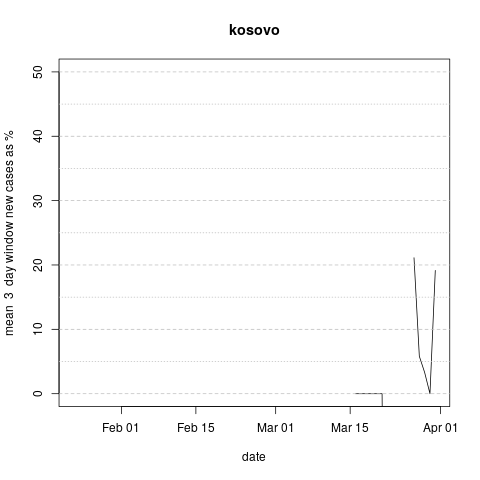 kosovo
mean 3 day window new cases as %
50
40
30
20
10
0
Feb 01
Feb 15
Mar 01
Mar 15
Apr 01
date